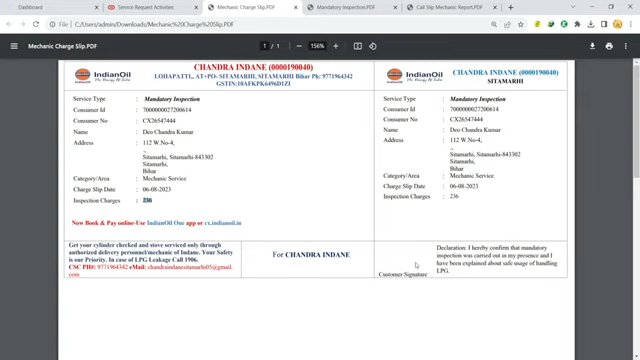 Dashboard
Service Request Activities
Mechanic Charge Slip.PDF
Mandatory Inspection.PDF
Call Slip Mechanic Report.PDF
File
C:/Users/admin/Downloads/Mechanic%20Charge%20Slip.PDF
Mechanic Charge Slip.PDF
1 / 1
156%
IndianOil
The Energy Of India
CHANDRA INDANE (0000190040)
LOHAPATTI,, AT+PO- SITAMARIH, SITAMARHI Bihar Ph: 9771964342
GSTIN:10AFKPK6496D1ZI
Service Type : Mandatory Inspection
Consumer Id : 7000000027200614
Consumer No : CX26547444
Name : Deo Chandra Kumar
Address : 112 W.No-4,
.,
Sitamarhi, Sitamarhi-843302
Sitamarhi,
Bihar
Category/Area : Mechanic Service
Charge Slip Date : 06-08-2023
Inspection Charges : 236
Now Book & Pay online-Use IndianOil One app or cx.indianoil.in
Get your cylinder checked and stove serviced only through
authorized delivery personnel/mechanic of Indane. Your Safety
is our Priority. In case of LPG Leakage Call 1906.
CSC PH#: 9771964342 eMail: chandraindanesitamarhi05@gmail.
com
For CHANDRA INDANE
IndianOil
The Energy Of India
CHANDRA INDANE (0000190040)
SITAMARHI
Service Type : Mandatory Inspection
Consumer Id : 7000000027200614
Consumer No : CX26547444
Name : Deo Chandra Kumar
Address : 112 W.No-4,
.,
Sitamarhi, Sitamarhi-843302
Sitamarhi,
Bihar
Category/Area : Mechanic Service
Charge Slip Date : 06-08-2023
Inspection Charges : 236
Customer Signature
Declaration: I hereby confirm that mandatory
inspection was carried out in my presence and I
have been explained about safe usage of handling
LPG.